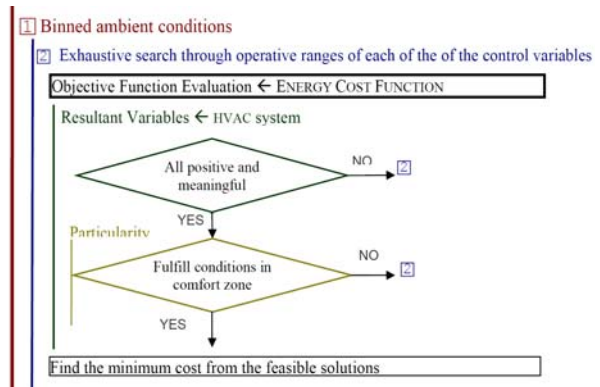 1 Binned ambient conditions
2 Exhaustive search through operative ranges of each of the of the control variables
Objective Function Evaluation ← ENERGY COST FUNCTION
Resultant Variables ← HVAC system
All positive and
meaningful
NO
2
YES
Particularity
Fulfill conditions in
comfort zone
NO
2
YES
Find the minimum cost from the feasible solutions